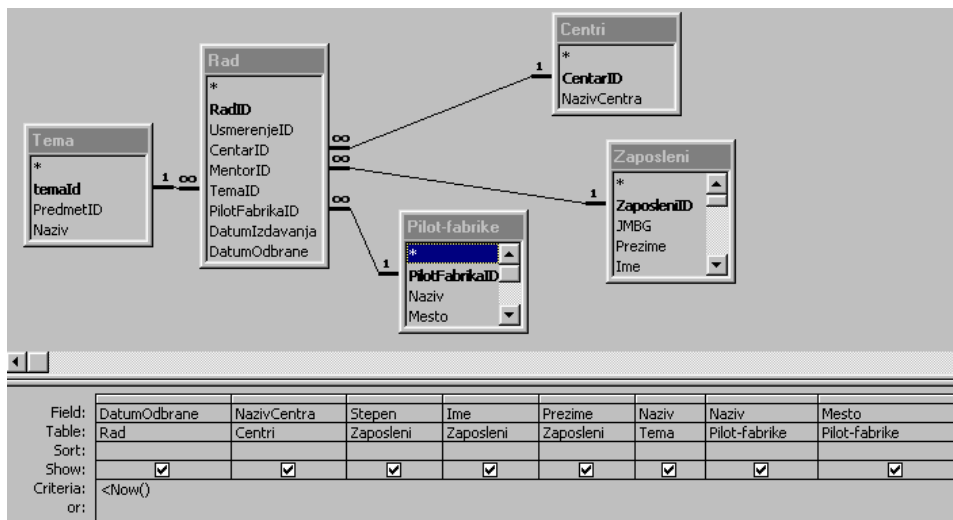 Centri
*
CentarID
NazivCentra
Rad
*
RadID
UsmerenjeID
CentarID
MentorID
TemaID
PilotFabrikaID
DatumIzdavanja
DatumOdbrane
Tema
*
temaId
PredmetID
Naziv
Zaposleni
*
ZaposleniID
JMBG
Prezime
Ime
Pilot-fabrike
*
PilotFabrikaID
Naziv
Mesto
1
∞
∞
1 ∞
1
∞
1
Field: DatumOdbrane NazivCentra Stepen Ime Prezime Naziv Naziv Mesto
Table: Rad Centri Zaposleni Zaposleni Zaposleni Tema Pilot-fabrike Pilot-fabrike
Sort:
Show:
Criteria: <Now()
or: